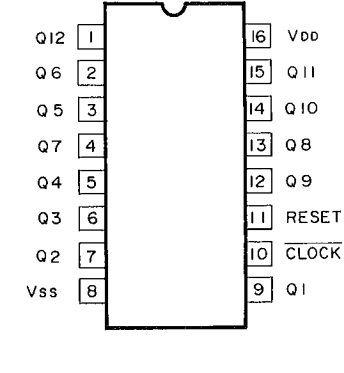 Q12 1 16 VDD
Q6 2 15 Q11
Q5 3 14 Q10
Q7 4 13 Q8
Q4 5 12 Q9
Q3 6 11 RESET
Q2 7 10 CLOCK
Vss 8 9 Q1